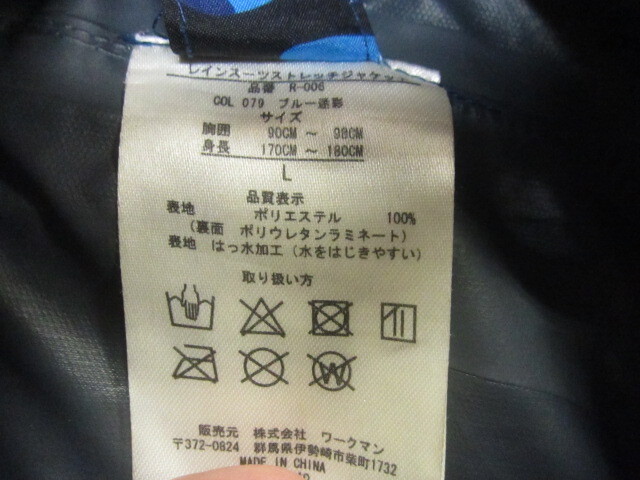 レインスーツストレッチジャケット
品番 R-006
COL 079 ブルー迷彩
サイズ
胸囲 90CM ～ 98CM
身長 170CM ～ 180CM
L
品質表示
表地 ポリエステル 100%
(裏面 ポリウレタンラミネート)
表地 はっ水加工(水をはじきやすい)
取り扱い方
W
販売元 株式会社 ワークマン
〒372-0824 群馬県伊勢崎市柴町1732
MADE IN CHINA